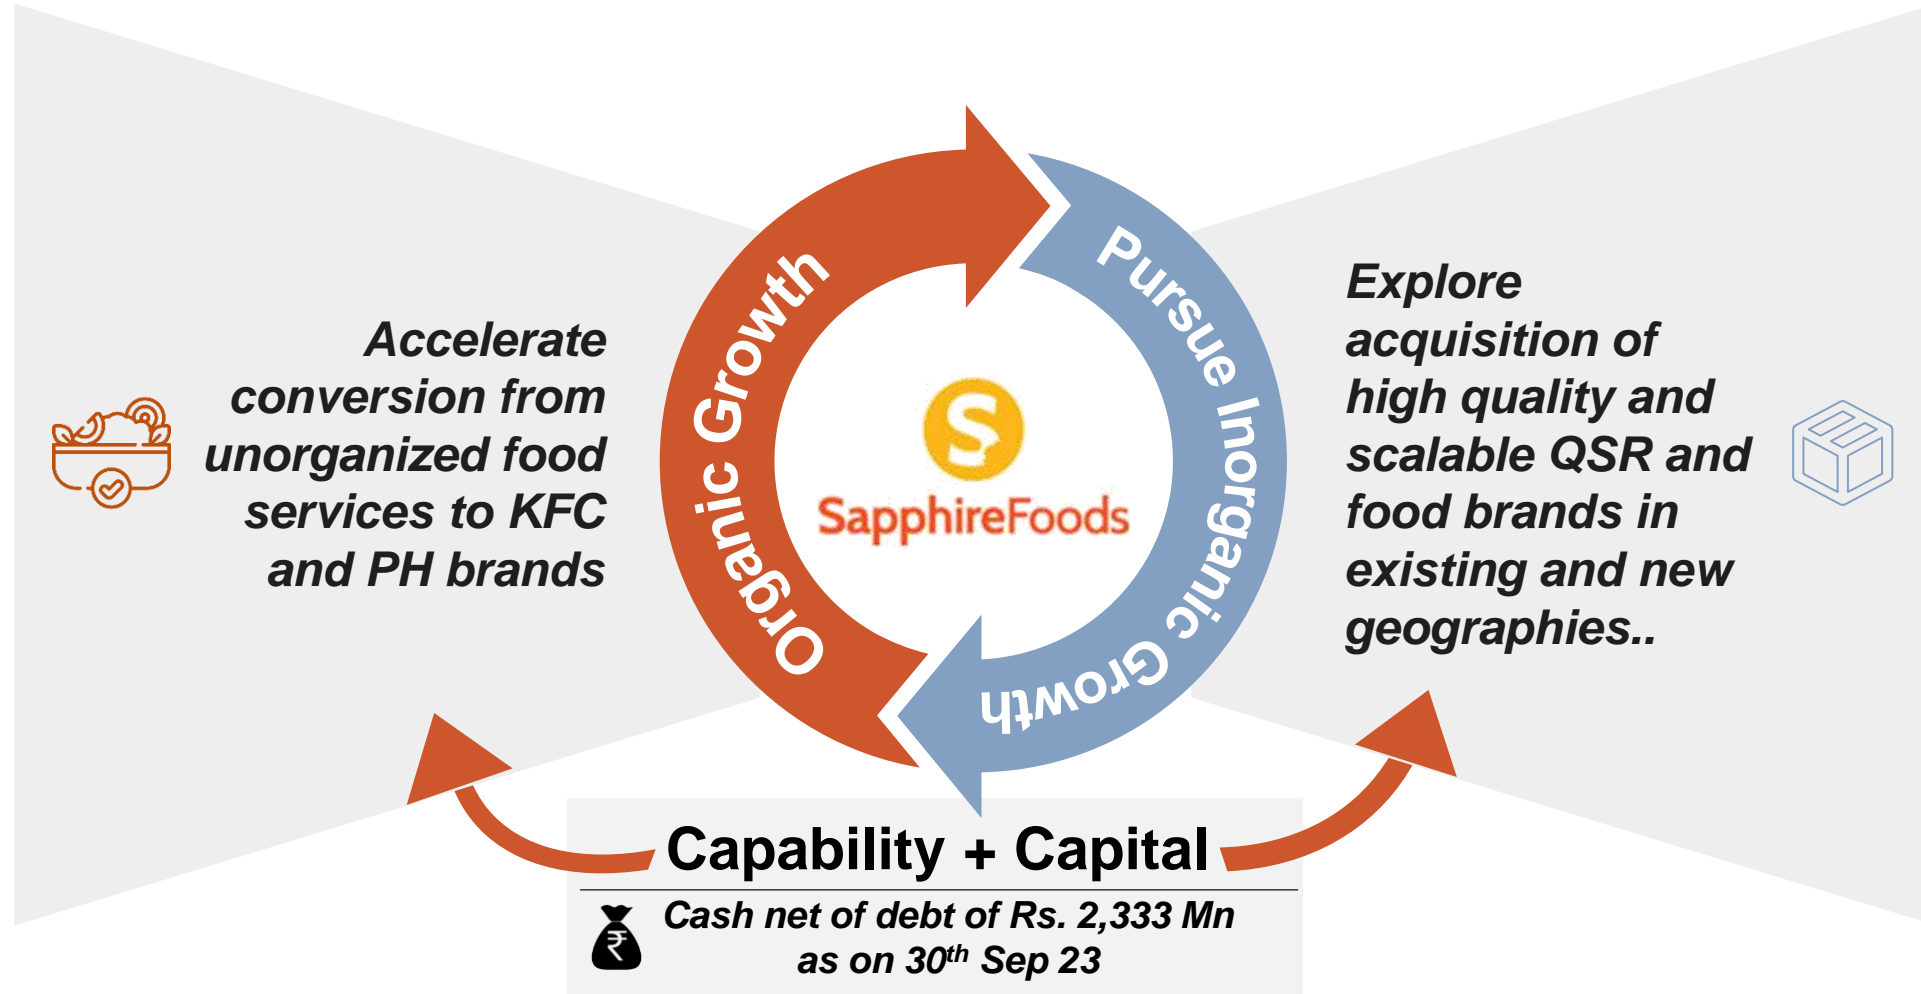 Accelerate
conversion from
unorganized food
services to KFC
and PH brands
Organic Growth
Pursue Inorganic Growth
S
SapphireFoods
Explore
acquisition of
high quality and
scalable QSR and
food brands in
existing and new
geographies..
Capability + Capital
₹
Cash net of debt of Rs. 2,333 Mn
as on 30th Sep 23